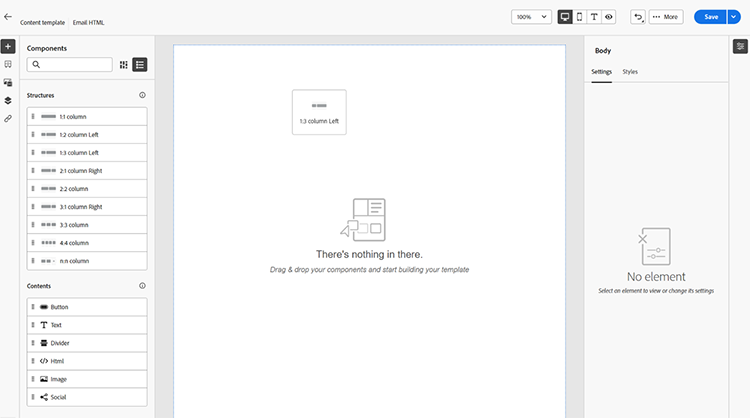 Content template Email HTML 100% More Save
Components
Body
Settings Styles
Structures
1:1 column
1:2 column Left
1:3 column Left
2:1 column Right
2:2 column
3:1 column Right
3:3 column
4:4 column
n:n column
Contents
Button
Text
Divider
Html
Image
Social
1:3 column Left
There's nothing in there.
Drag & drop your components and start building your template
No element
Select an element to view or change its settings